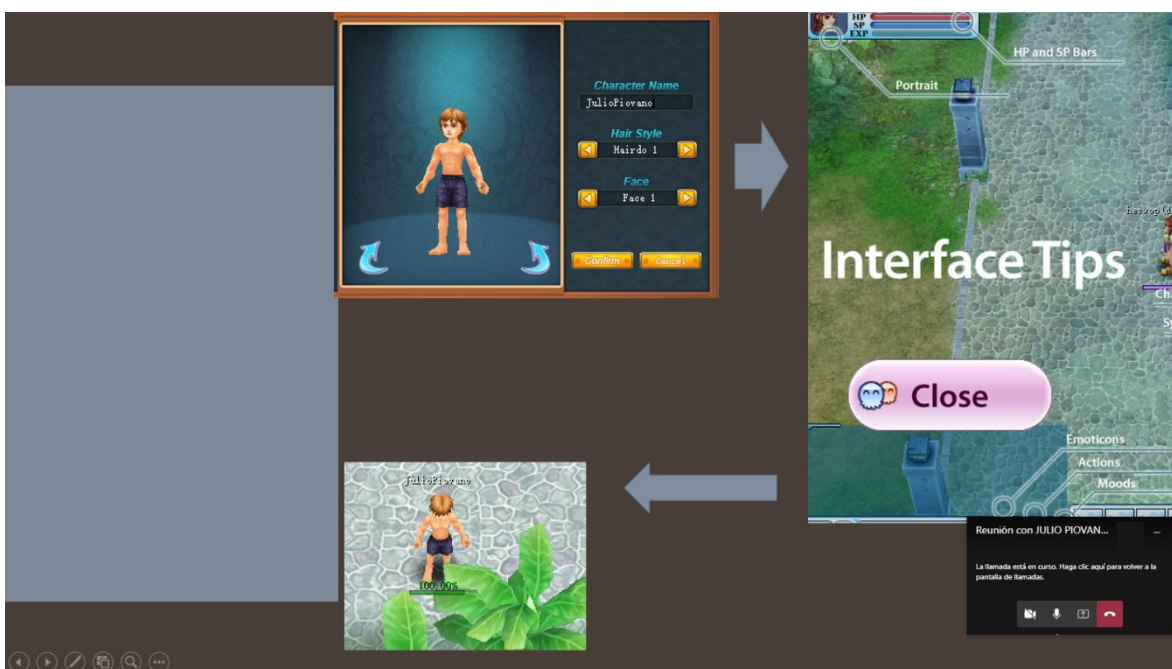 Character Name
JulioPiovano
Hair Style
Hairdo 1
Face
Face 1
Confirm
Cancel
HP
SP
EXP
HP and SP Bars
Portrait
Interface Tips
Close
Emoticons
Actions
Moods
JulioPiovano
100.00%
Reunión con JULIO PIOVAN...
La llamada está en curso. Haga clic aquí para volver a la
pantalla de llamadas.